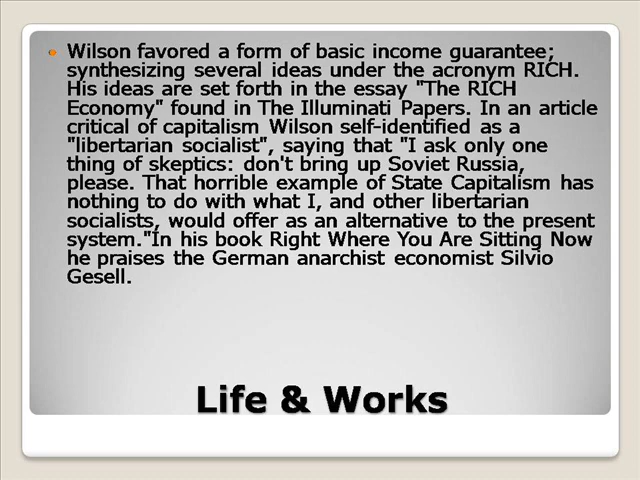 Wilson favored a form of basic income guarantee;
synthesizing several ideas under the acronym RICH.
His ideas are set forth in the essay "The RICH
Economy" found in The Illuminati Papers. In an article
critical of capitalism Wilson self-identified as a
"libertarian socialist", saying that "I ask only one
thing of skeptics: don't bring up Soviet Russia,
please. That horrible example of State Capitalism has
nothing to do with what I, and other libertarian
socialists, would offer as an alternative to the present
system."In his book Right Where You Are Sitting Now
he praises the German anarchist economist Silvio
Gesell.
Life & Works